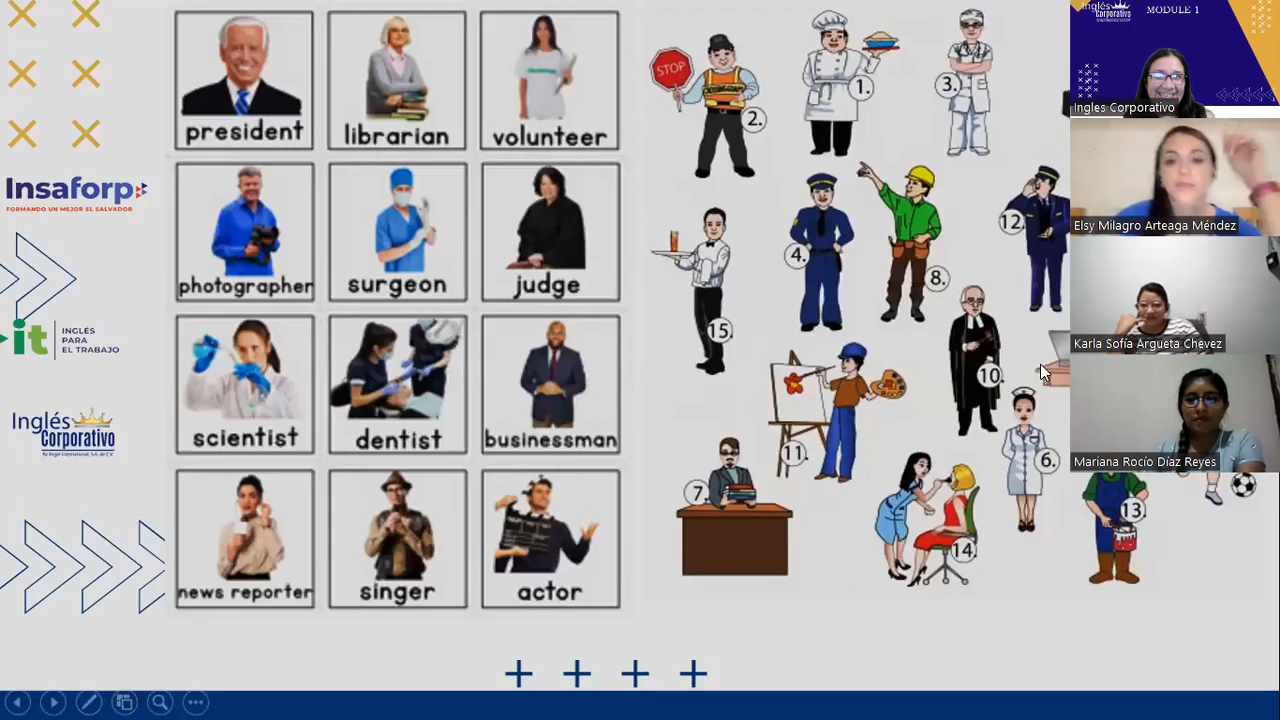 Insaforp
FORMANDO UN MEJOR EL SALVADOR
it
INGLÉS
PARA
EL TRABAJO
Inglés
Corporativo
president
librarian
volunteer
photographer
surgeon
judge
scientist
dentist
businessman
news reporter
singer
actor
STOP
2.
1.
3.
4.
8.
12.
15.
10.
11.
6.
7.
14.
13.
Inglés
Corporativo
MODULE 1
Ingles Corporativo
Elsy Milagro Arteaga Méndez
Karla Sofía Argueta Chevez
Mariana Rocío Díaz Reyes